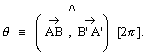 θ ≡ ( AB⃗ ^ , B'A'⃗ ) [2π].